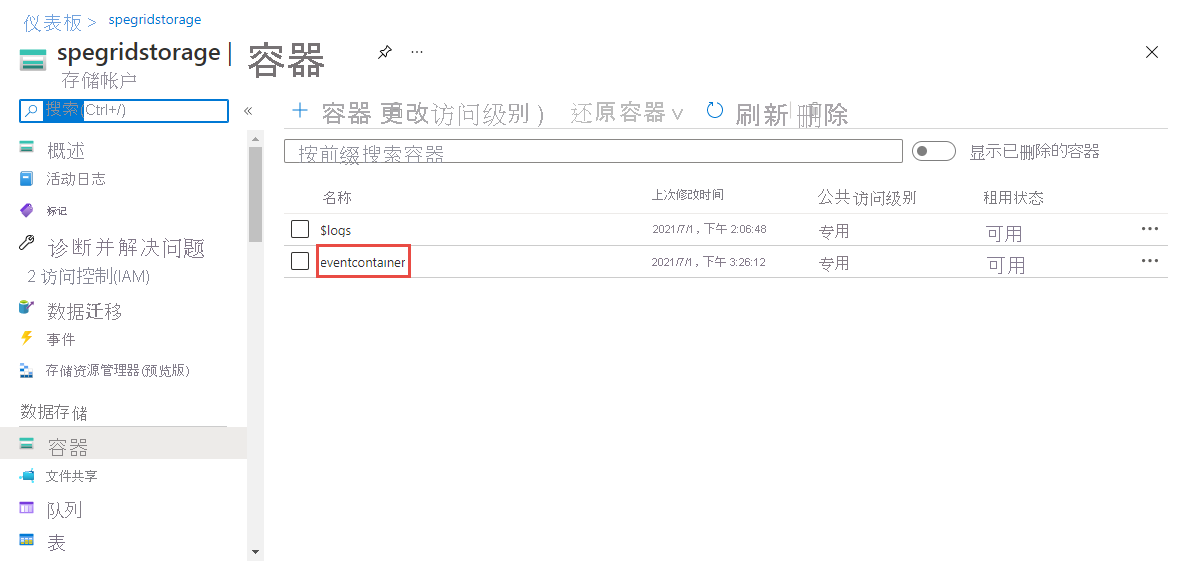 仪表板 > spegridstorage
spegridstorage | 容器 ...
存储帐户
搜索(Ctrl+/) «
+ 容器 更改访问级别 ) 还原容器 ∨ 刷新 | 删除
按前缀搜索容器 显示已删除的容器
名称 上次修改时间 公共访问级别 租用状态
$logs 2021/7/1，下午 2:06:48 专用 可用 ...
eventcontainer 2021/7/1，下午 3:26:12 专用 可用 ...
概述
活动日志
标记
诊断并解决问题
2 访问控制(IAM)
数据迁移
事件
存储资源管理器(预览版)
数据存储
容器
文件共享
队列
表